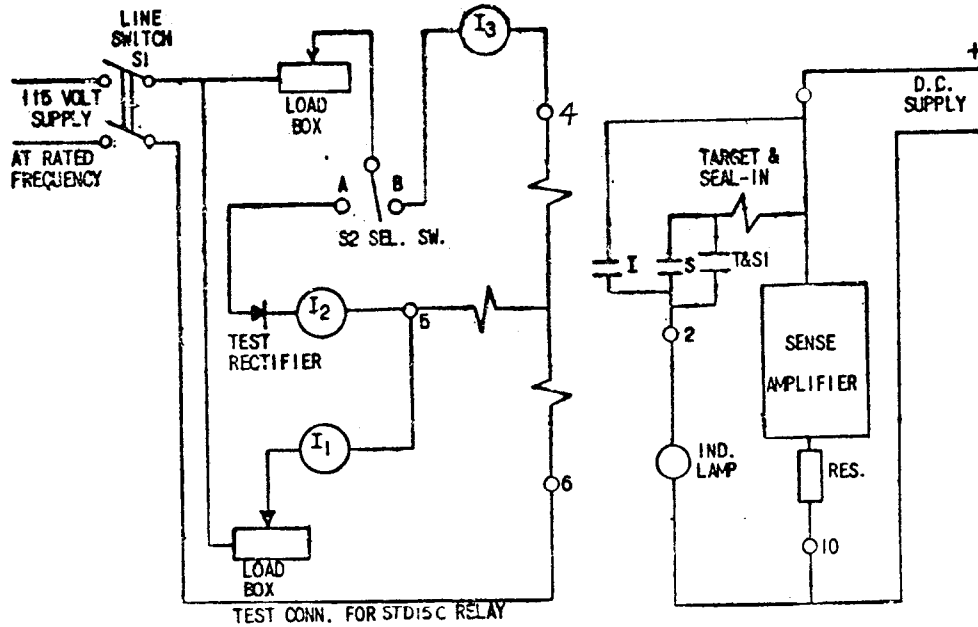 LINE
SWITCH
S1
115 VOLT
SUPPLY
AT RATED
FREQUENCY
LOAD
BOX
I3
4
A
B
S2 SEL. SW.
I2
TEST
RECTIFIER
5
I1
6
LOAD
BOX
TEST CONN. FOR STD15C RELAY
+
D.C.
SUPPLY
TARGET &
SEAL-IN
I
S
T&SI
2
SENSE
AMPLIFIER
IND.
LAMP
RES.
10